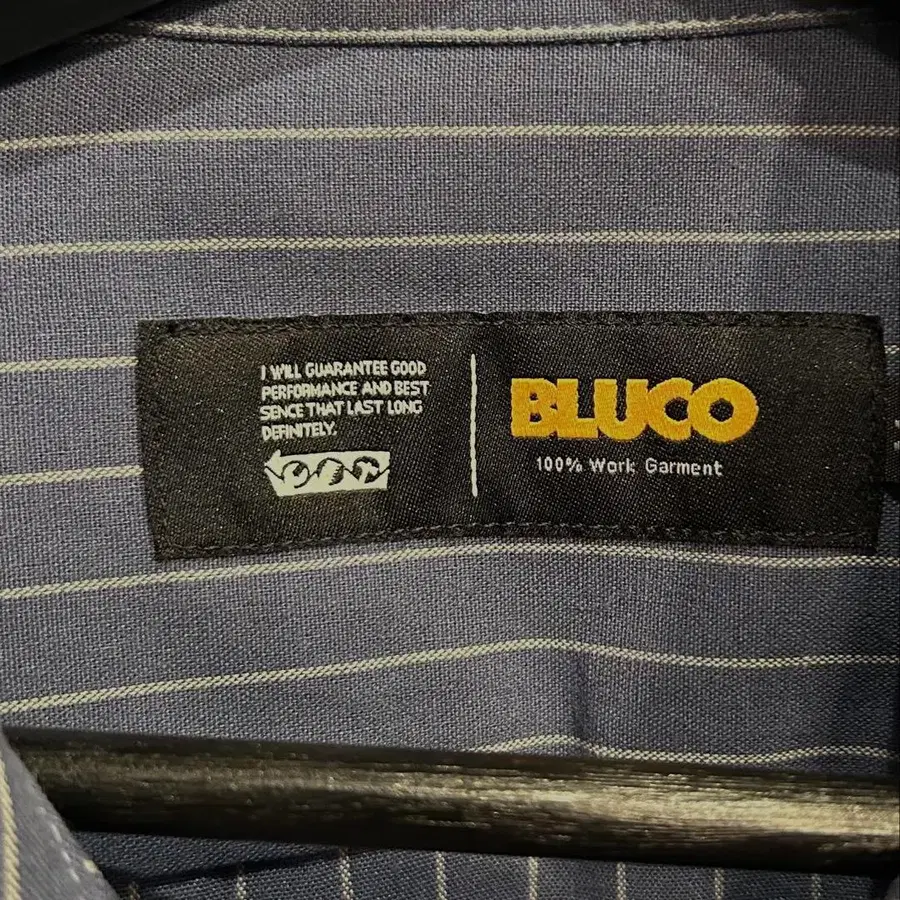 I WILL GUARANTEE GOOD
PERFORMANCE AND BEST
SENCE THAT LAST LONG
DEFINITELY.
BLUCO
100% Work Garment